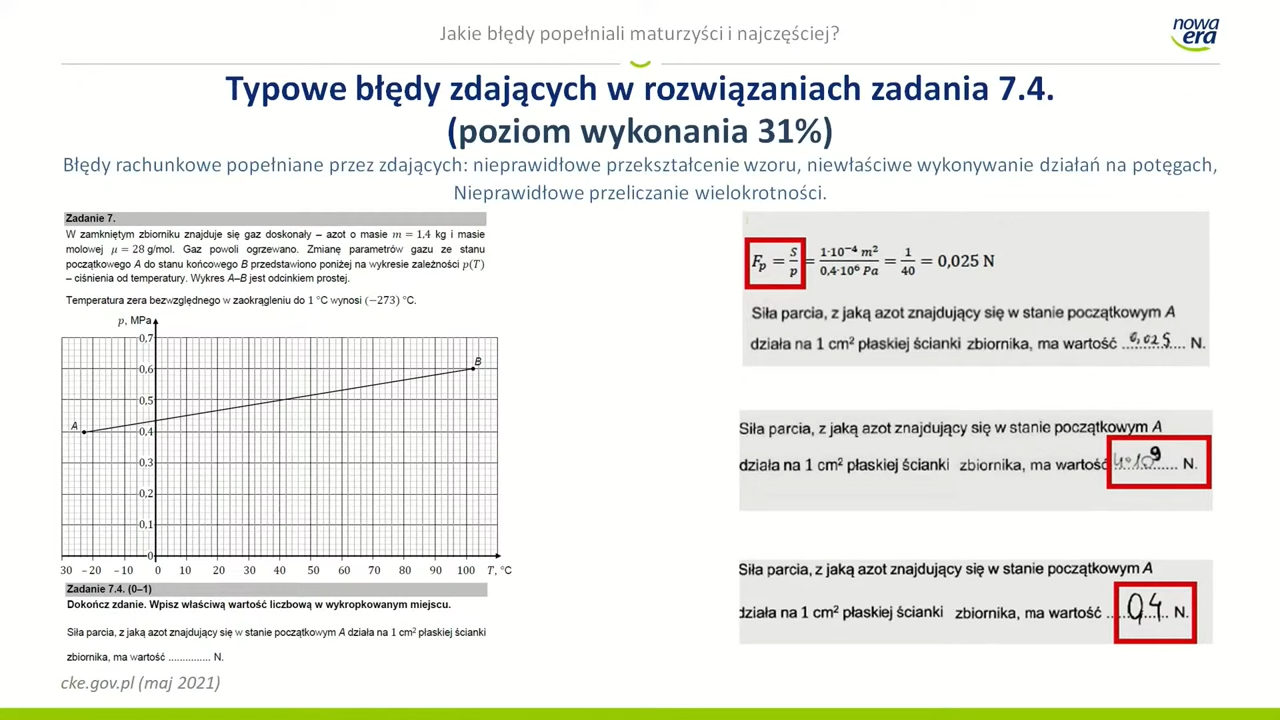 Jakie błędy popełniali maturzyści i najczęściej?
nowa
era
Typowe błędy zdających w rozwiązaniach zadania 7.4.
(poziom wykonania 31%)
Błędy rachunkowe popełniane przez zdających: nieprawidłowe przekształcenie wzoru, niewłaściwe wykonywanie działań na potęgach,
Nieprawidłowe przeliczanie wielokrotności.
Zadanie 7.
W zamkniętym zbiorniku znajduje się gaz doskonały – azot o masie m = 1,4 kg i masie
molowej μ = 28 g/mol. Gaz powoli ogrzewano. Zmianę parametrów gazu ze stanu
początkowego A do stanu końcowego B przedstawiono poniżej na wykresie zależności p(T)
– ciśnienia od temperatury. Wykres A–B jest odcinkiem prostej.
Temperatura zera bezwzględnego w zaokrągleniu do 1 °C wynosi (−273) °C.
p, MPa
0,7
B
0,6
0,5
A
0,4
0,3
0,2
0,1
0
30 −20 −10 0 10 20 30 40 50 60 70 80 90 100 T, °C
Zadanie 7.4. (0–1)
Dokończ zdanie. Wpisz właściwą wartość liczbową w wykropkowanym miejscu.
Siła parcia, z jaką azot znajdujący się w stanie początkowym A działa na 1 cm² płaskiej ścianki
zbiornika, ma wartość ............... N.
cke.gov.pl (maj 2021)
Fp = S/p = 1·10⁻⁴ m²/0,4·10⁶ Pa = 1/40 = 0,025 N
Siła parcia, z jaką azot znajdujący się w stanie początkowym A
działa na 1 cm² płaskiej ścianki zbiornika, ma wartość 0,025 N.
Siła parcia, z jaką azot znajdujący się w stanie początkowym A
działa na 1 cm² płaskiej ścianki zbiornika, ma wartość 4·10⁹ N.
Siła parcia, z jaką azot znajdujący się w stanie początkowym A
działa na 1 cm² płaskiej ścianki zbiornika, ma wartość 0,4 N.